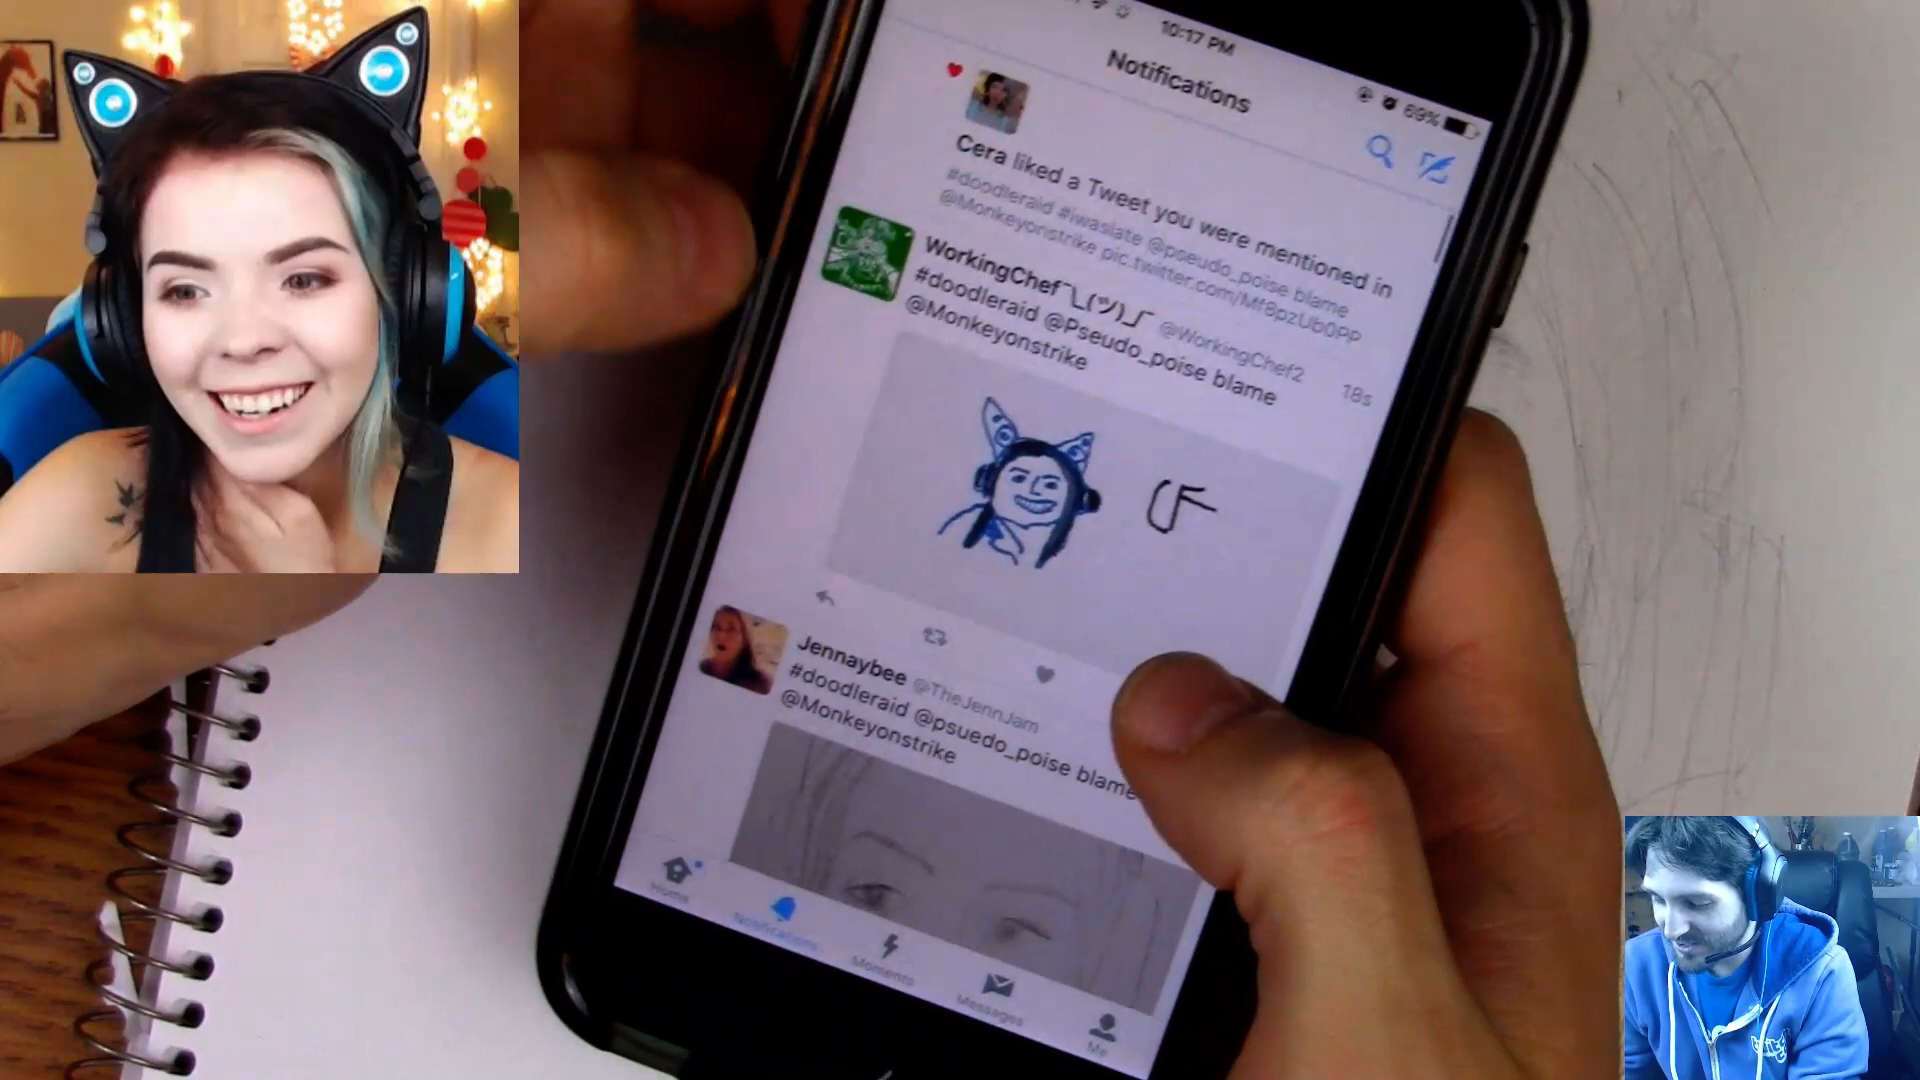 10:17 PM
69%
Notifications
Cera liked a Tweet you were mentioned in
#doodleraid #iwaslate @pseudo_poise blame
@Monkeyonstrike pic.twitter.com/Mf8pzUb0Pp
WorkingChef¯\_(ツ)_/¯ @WorkingChef2 18s
#doodleraid @Pseudo_poise blame
@Monkeyonstrike
CF
Jennaybee @TheJennJam
#doodleraid @psuedo_poise blame
@Monkeyonstrike
Home
Notifications
Moments
Messages
Me